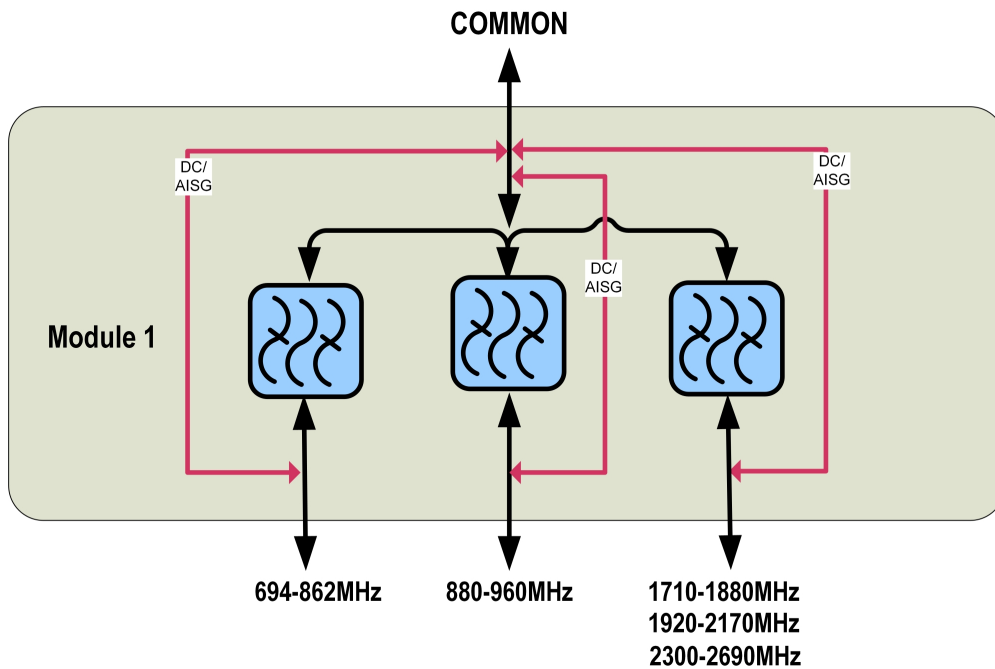 COMMON
DC/
AISG
DC/
AISG
DC/
AISG
Module 1
694-862MHz
880-960MHz
1710-1880MHz
1920-2170MHz
2300-2690MHz